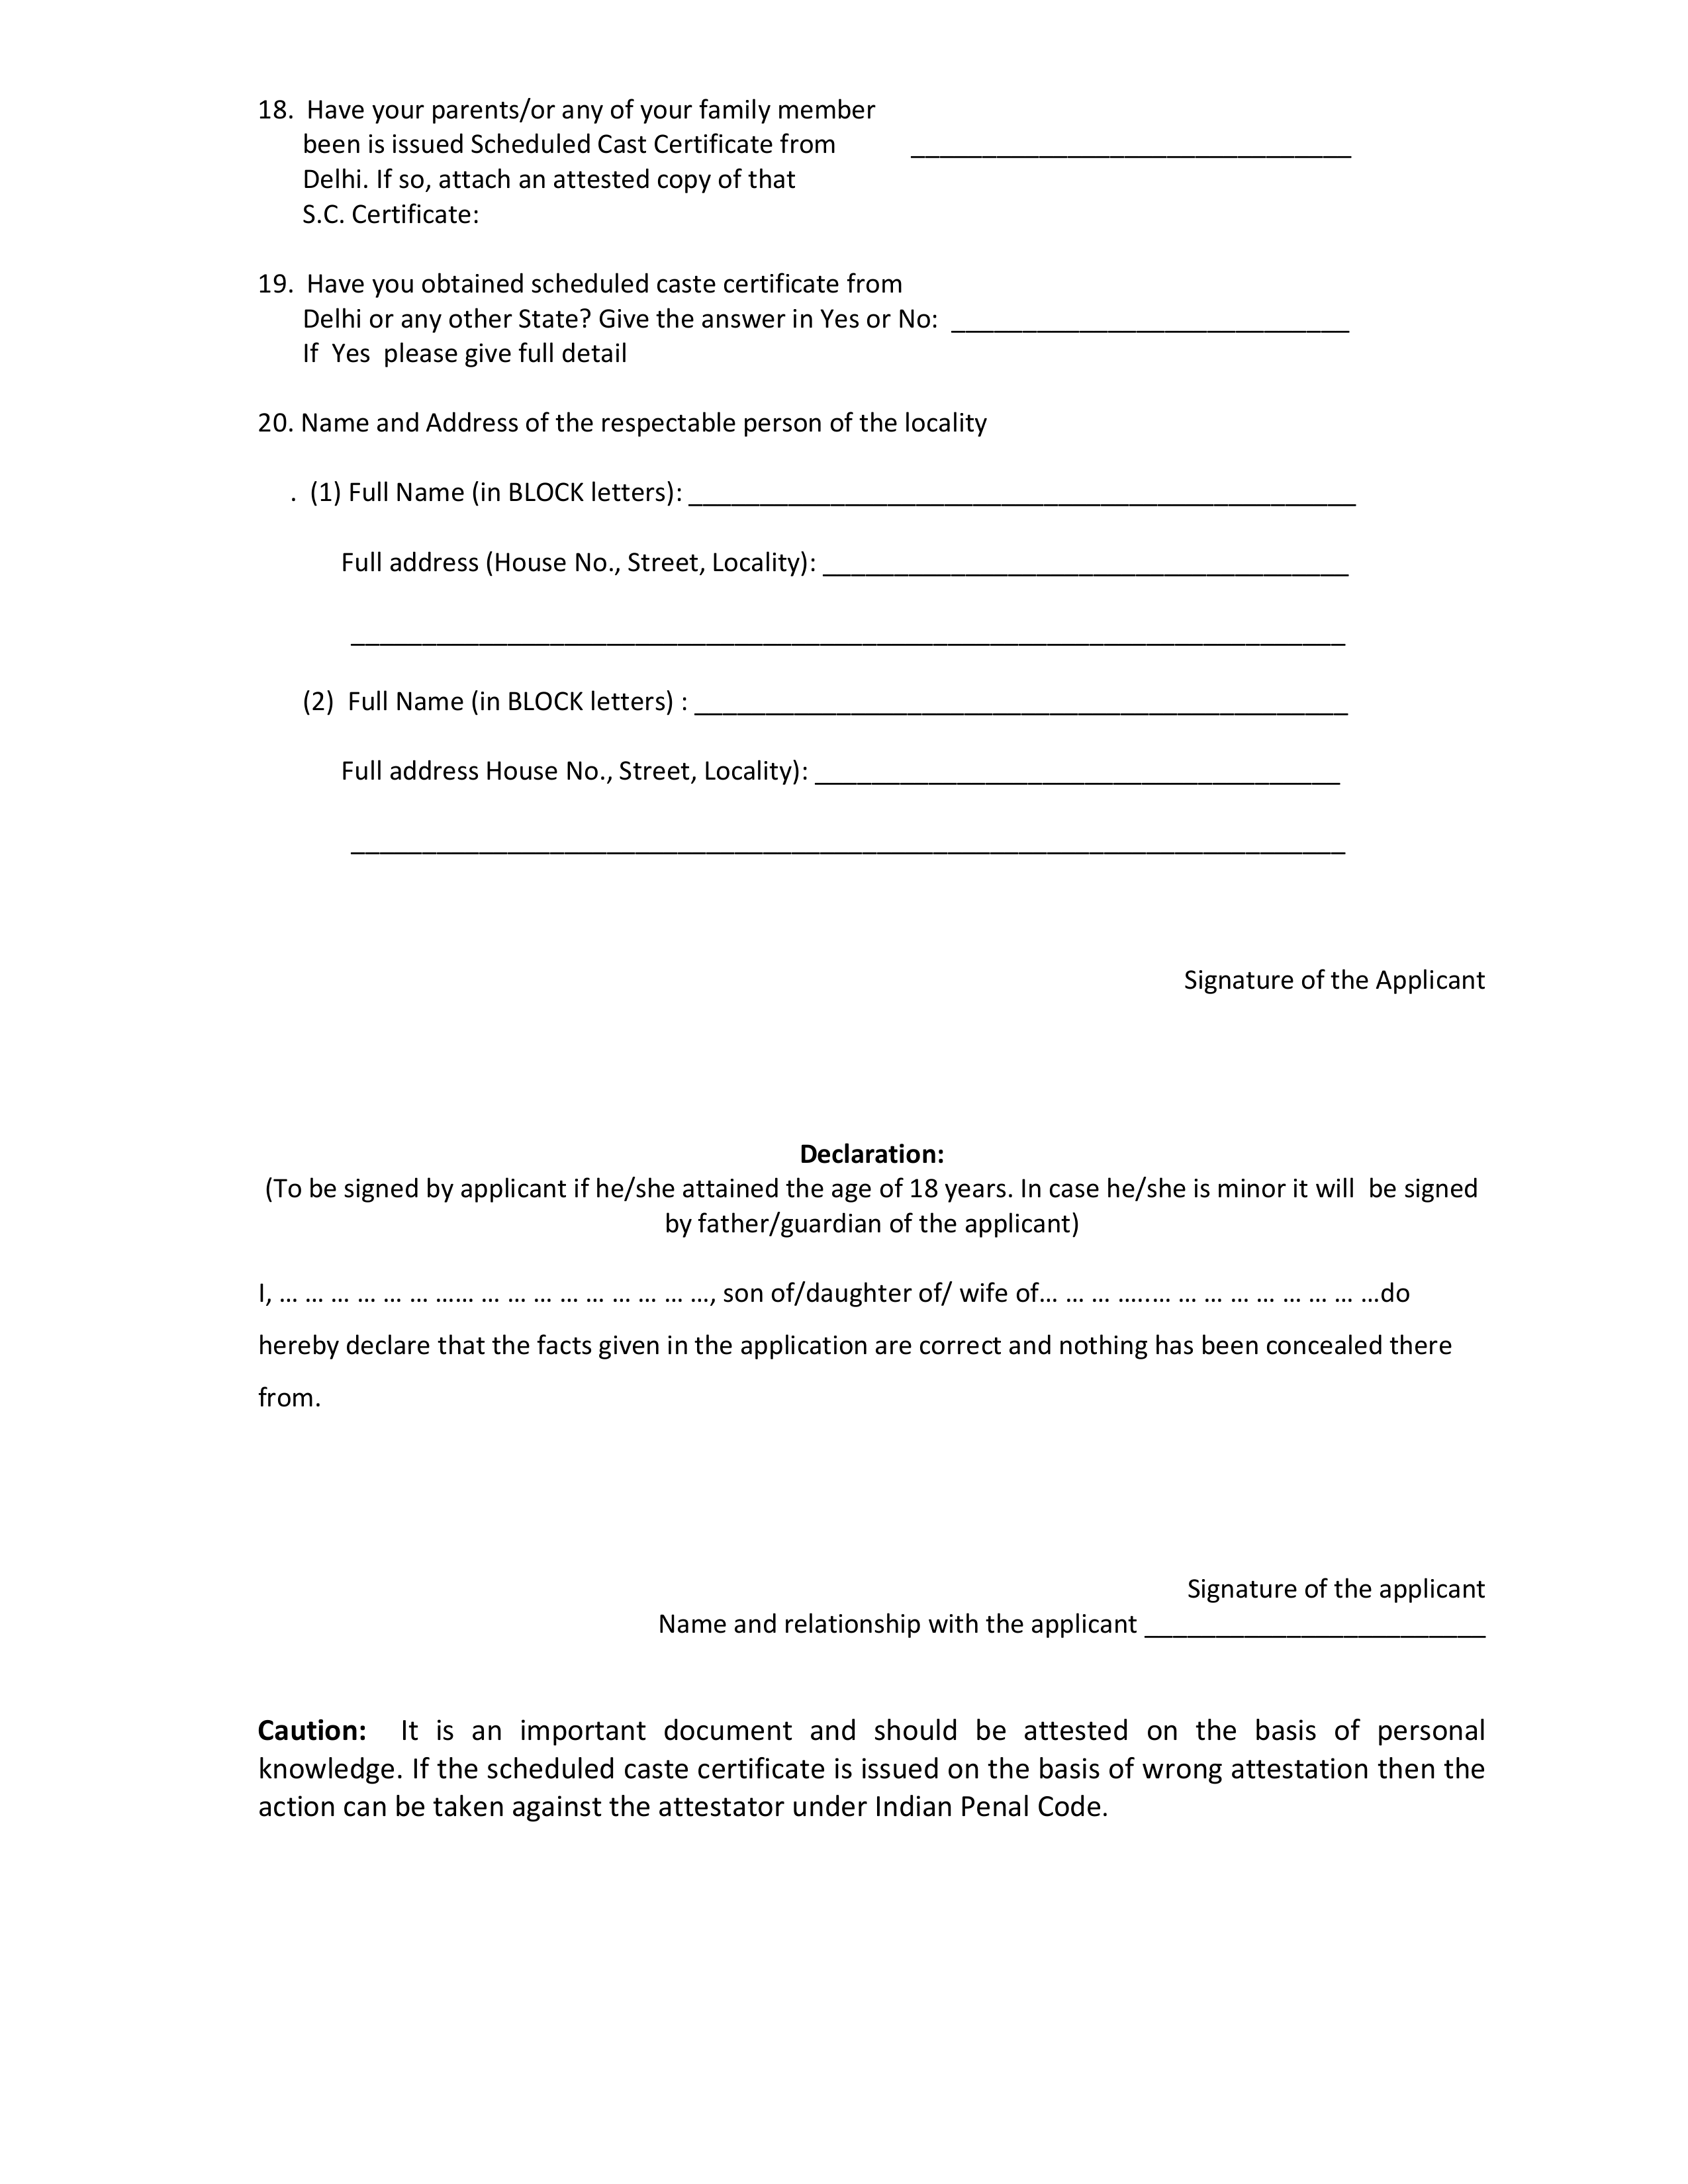 18.  Have your parents/or any of your family member
been is issued Scheduled Cast Certificate from _______________________________
Delhi. If so, attach an attested copy of that
S.C. Certificate:
19.  Have you obtained scheduled caste certificate from
Delhi or any other State? Give the answer in Yes or No: ____________________________
If  Yes  please give full detail
20. Name and Address of the respectable person of the locality
.  (1) Full Name (in BLOCK letters): _______________________________________________
Full address (House No., Street, Locality): _____________________________________
______________________________________________________________________
(2)  Full Name (in BLOCK letters) : ______________________________________________
Full address House No., Street, Locality): _____________________________________
______________________________________________________________________
Signature of the Applicant
Declaration:
(To be signed by applicant if he/she attained the age of 18 years. In case he/she is minor it will  be signed
by father/guardian of the applicant)
I, … … … … … … …… … … … … … … … … …, son of/daughter of/ wife of… … … …..… … … … … … … … …do
hereby declare that the facts given in the application are correct and nothing has been concealed there
from.
Signature of the applicant
Name and relationship with the applicant ________________________
Caution:  It is an important document and should be attested on the basis of personal
knowledge. If the scheduled caste certificate is issued on the basis of wrong attestation then the
action can be taken against the attestator under Indian Penal Code.